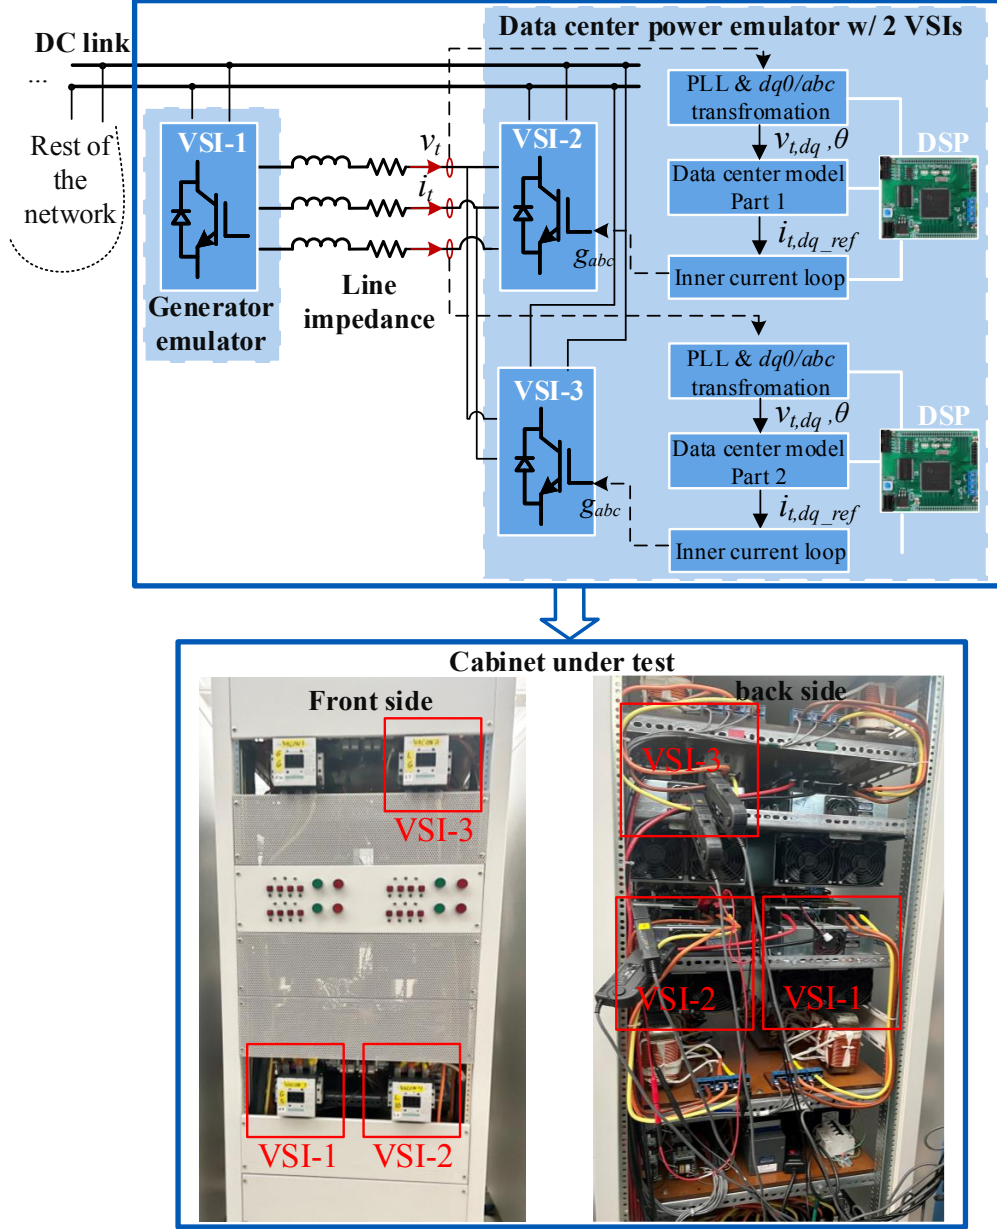 Data center power emulator w/ 2 VSIs
DC link
...
Rest of
the
network
VSI-1
Generator
emulator
v_t
i_t
Line
impedance
VSI-2
g_abc
PLL & dq0/abc
transfromation
v_t,dq ,θ
Data center model
Part 1
i_t,dq_ref
Inner current loop
DSP
VSI-3
g_abc
PLL & dq0/abc
transfromation
v_t,dq ,θ
Data center model
Part 2
i_t,dq_ref
Inner current loop
DSP
Cabinet under test
Front side
VSI-3
VSI-1
VSI-2
back side
VSI-3
VSI-2
VSI-1